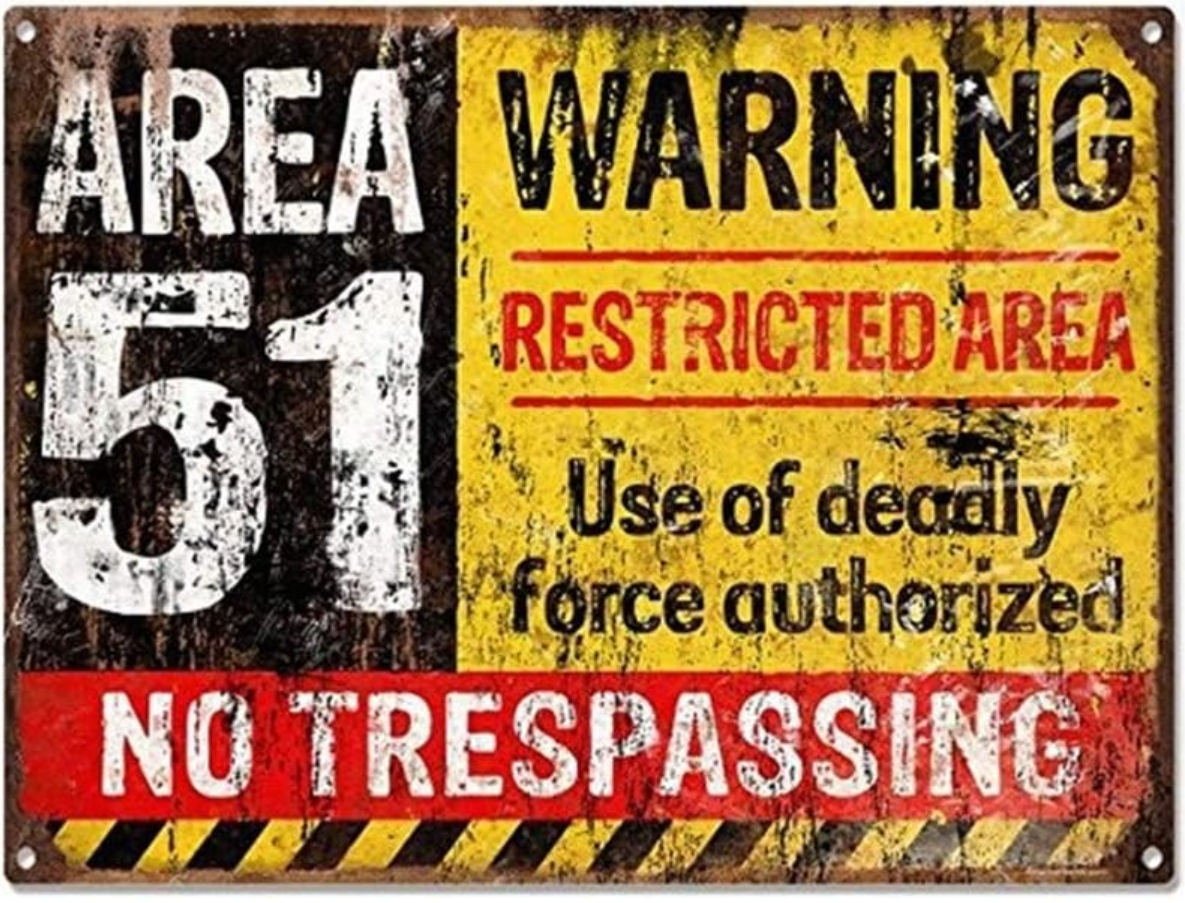 AREA
51
WARNING
RESTRICTED AREA
Use of deadly
force authorized
NO TRESPASSING